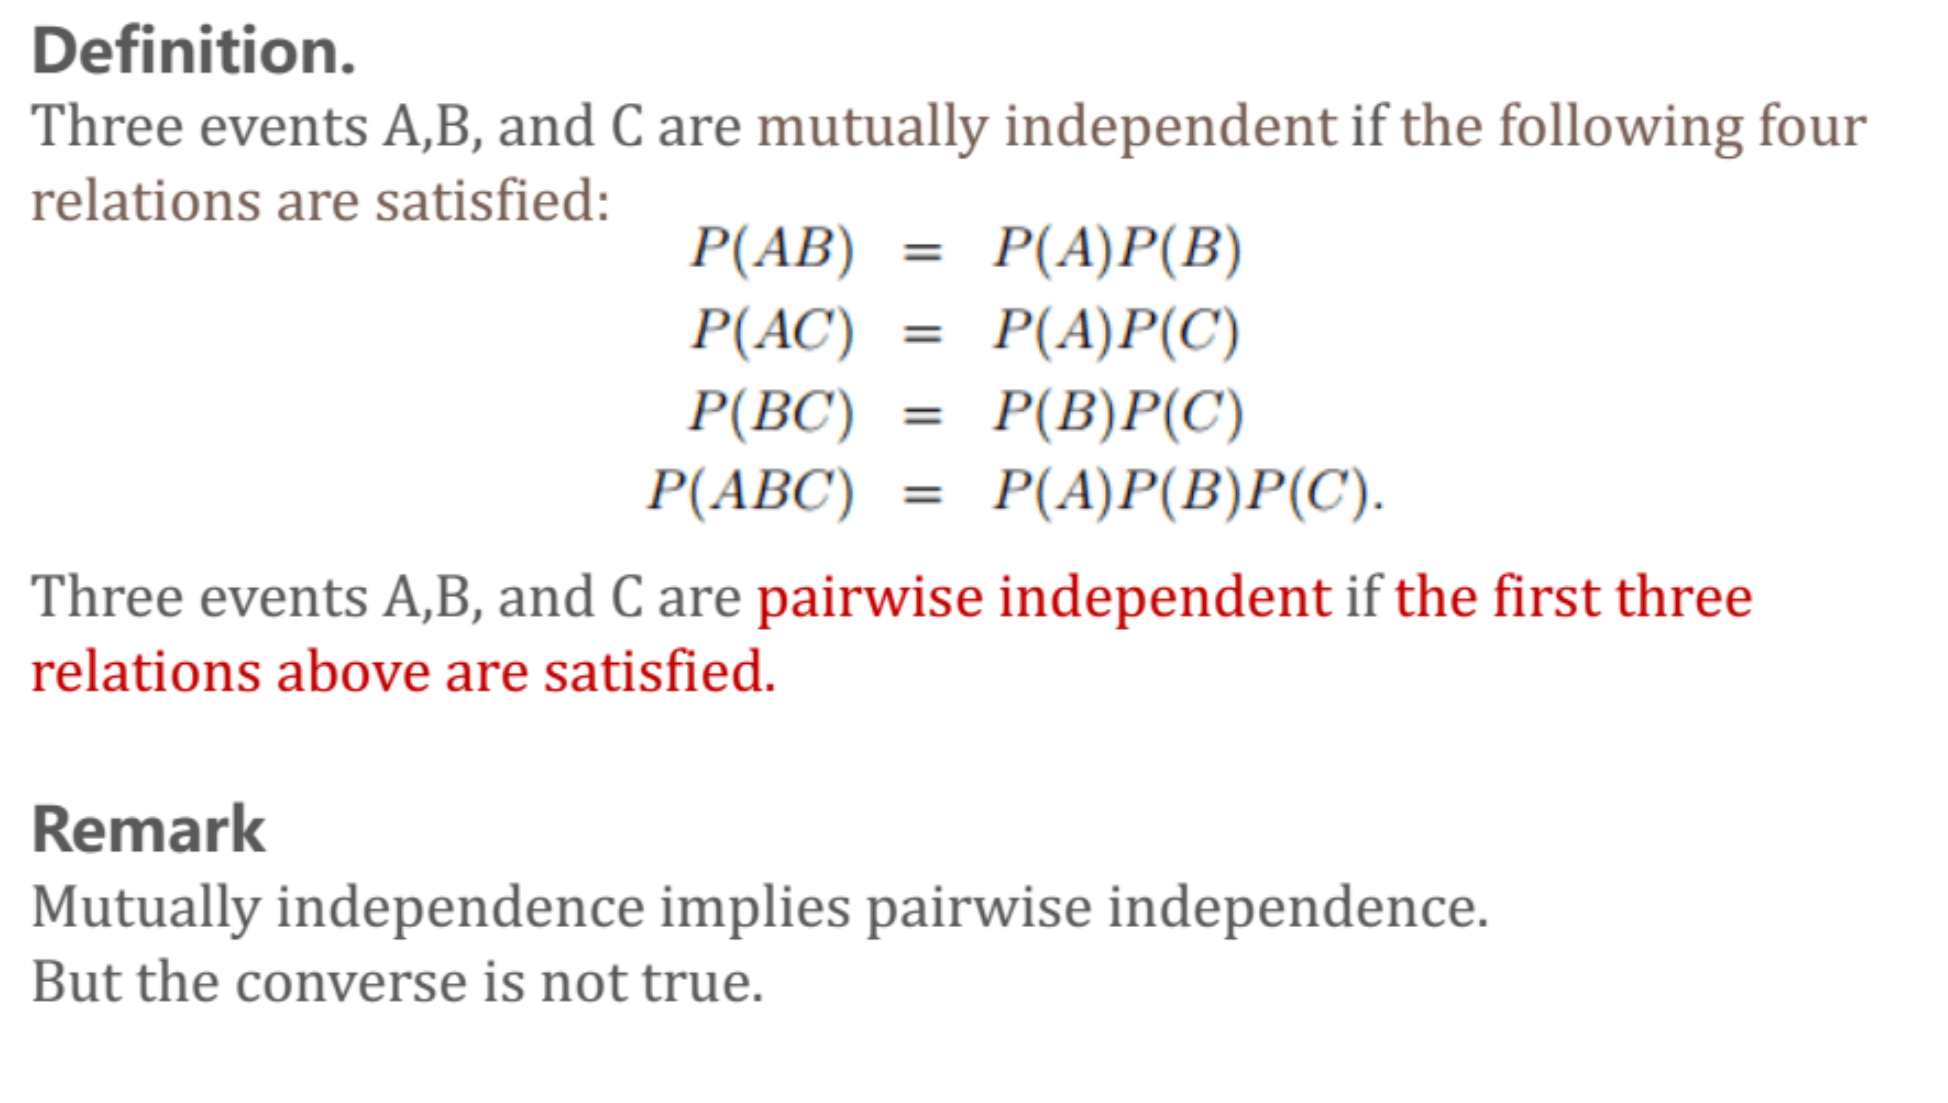 Definition.
Three events A,B, and C are mutually independent if the following four
relations are satisfied:
P(AB) = P(A)P(B)
P(AC) = P(A)P(C)
P(BC) = P(B)P(C)
P(ABC) = P(A)P(B)P(C).
Three events A,B, and C are pairwise independent if the first three
relations above are satisfied.
Remark
Mutually independence implies pairwise independence.
But the converse is not true.